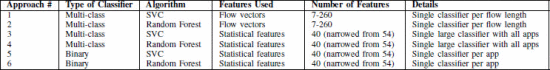 Approach # Type of Classifier Algorithm Features Used Number of Features Details
1 Multi-class SVC Flow vectors 7-260 Single classifier per flow length
2 Multi-class Random Forest Flow vectors 7-260 Single classifier per flow length
3 Multi-class SVC Statistical features 40 (narrowed from 54) Single large classifier with all apps
4 Multi-class Random Forest Statistical features 40 (narrowed from 54) Single large classifier with all apps
5 Binary SVC Statistical features 40 (narrowed from 54) Single classifier per app
6 Binary Random Forest Statistical features 40 (narrowed from 54) Single classifier per app